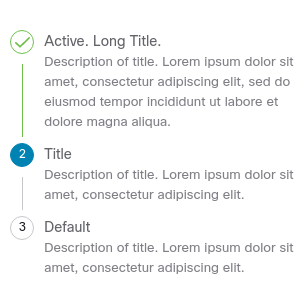 Active. Long Title.
Description of title. Lorem ipsum dolor sit
amet, consectetur adipiscing elit, sed do
eiusmod tempor incididunt ut labore et
dolore magna aliqua.
2 Title
Description of title. Lorem ipsum dolor sit
amet, consectetur adipiscing elit.
3 Default
Description of title. Lorem ipsum dolor sit
amet, consectetur adipiscing elit.